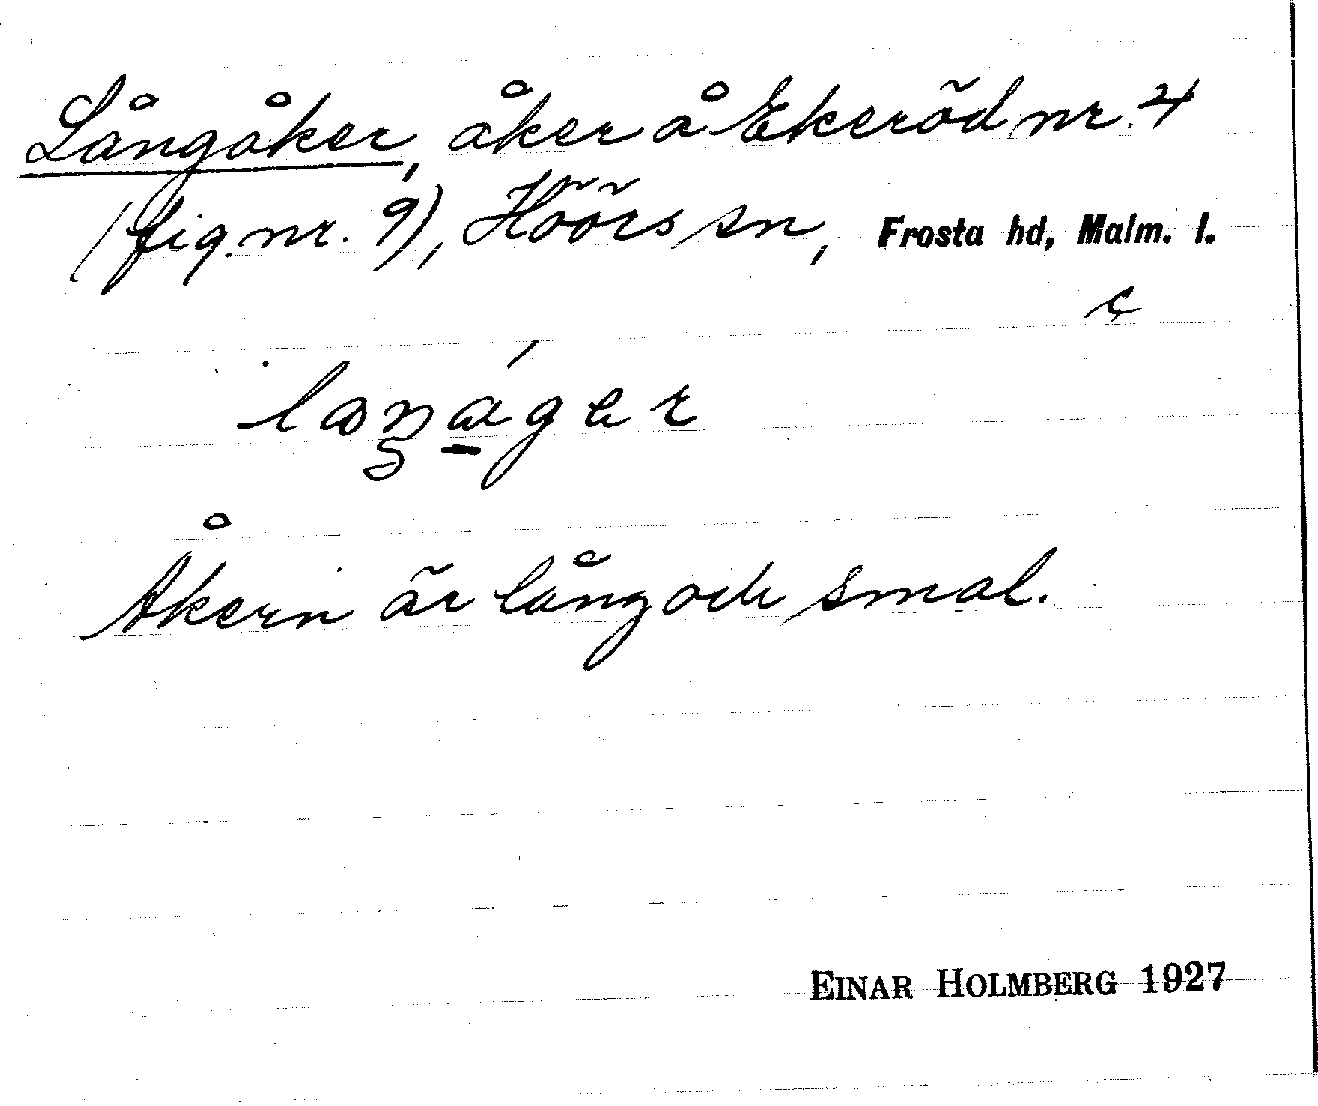 Långåker, åker å Ekeröd nr 4
(fig. nr. 9), Höörs sn, Frosta hd, Malm. l.
c
Åkern är lång och smal.
EINAR HOLMBERG 1927